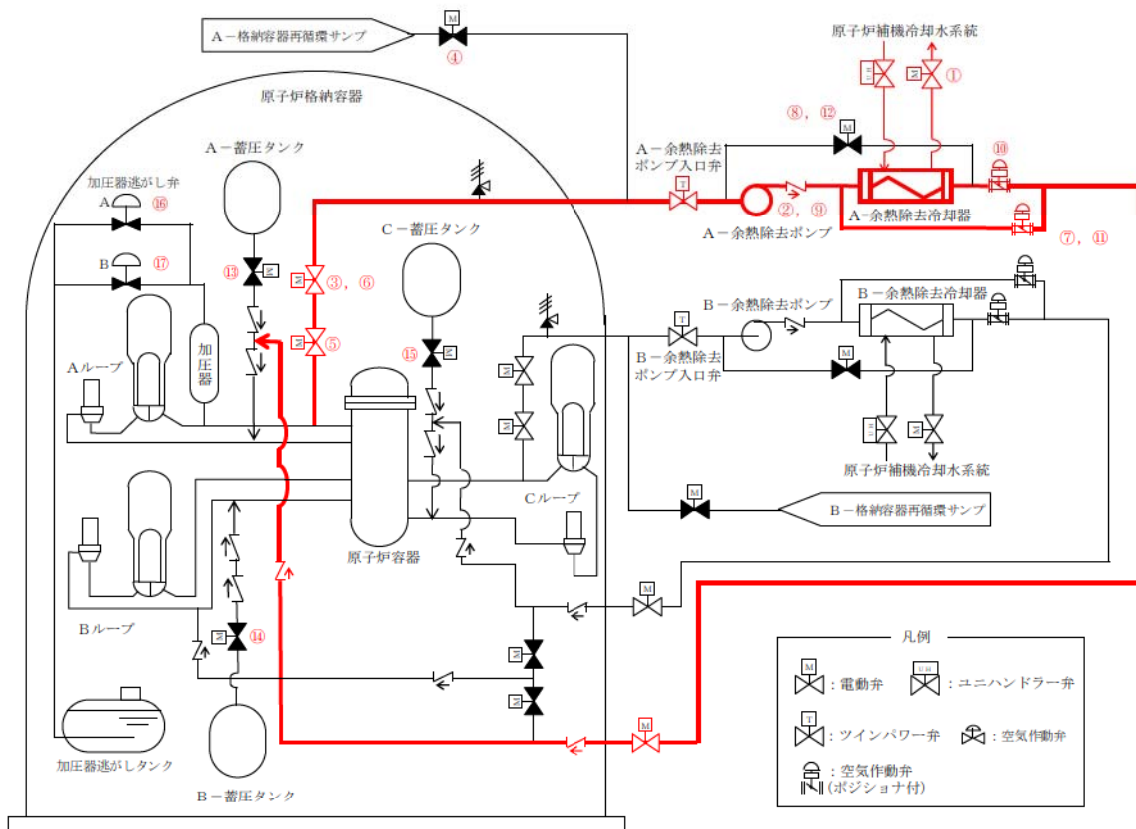 A－格納容器再循環サンプ
M
④
原子炉補機冷却水系統
UH
M
①
原子炉格納容器
⑧，⑫
M
A－余熱除去
ポンプ入口弁
T
⑩
②，⑨
A－余熱除去冷却器
A－余熱除去ポンプ
⑦，⑪
A－蓄圧タンク
加圧器逃がし弁
A
⑯
B
⑰
C－蓄圧タンク
⑬
M
M
③，⑥
M
⑤
⑮
M
加圧器
Aループ
B－余熱除去ポンプ
B－余熱除去冷却器
T
B－余熱除去
ポンプ入口弁
M
M
M
UH
M
原子炉補機冷却水系統
M
B－格納容器再循環サンプ
Cループ
原子炉容器
Bループ
M
⑭
M
M
M
M
加圧器逃がしタンク
B－蓄圧タンク
凡例
M
：電動弁
UH
：ユニハンドラー弁
T
：ツインパワー弁
：空気作動弁
：空気作動弁
(ポジショナ付)